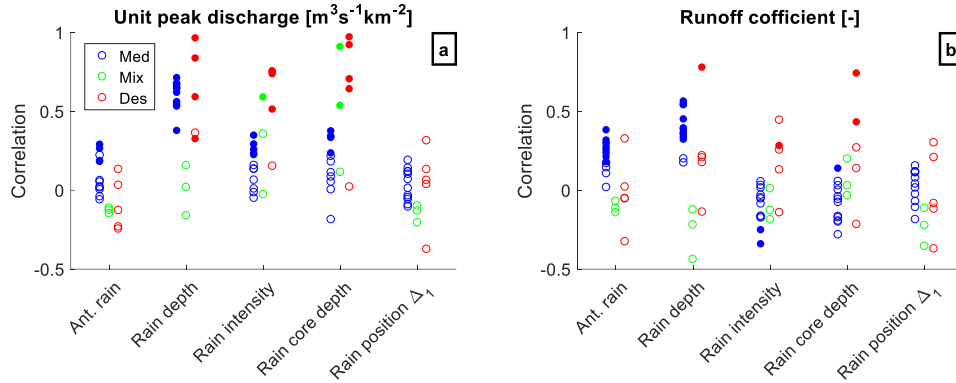 Unit peak discharge [m³s⁻¹km⁻²]
a
Med
Mix
Des
Correlation
1
0.5
0
-0.5
Ant. rain
Rain depth
Rain intensity
Rain core depth
Rain position Δ₁
Runoff cofficient [-]
b
Correlation
1
0.5
0
-0.5
Ant. rain
Rain depth
Rain intensity
Rain core depth
Rain position Δ₁